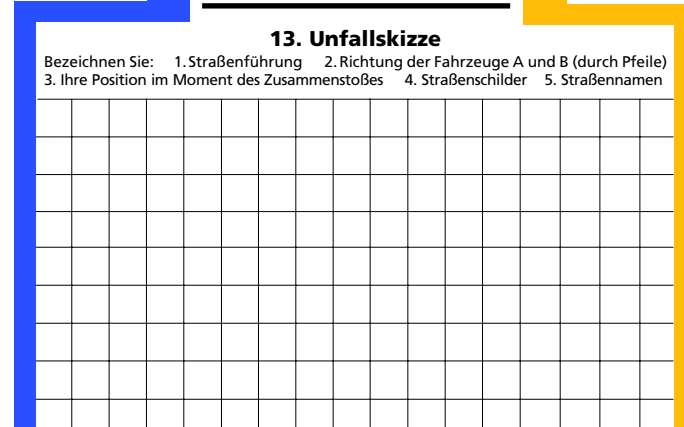 13. Unfallskizze
Bezeichnen Sie: 1. Straßenführung 2. Richtung der Fahrzeuge A und B (durch Pfeile)
3. Ihre Position im Moment des Zusammenstoßes 4. Straßenschilder 5. Straßennamen